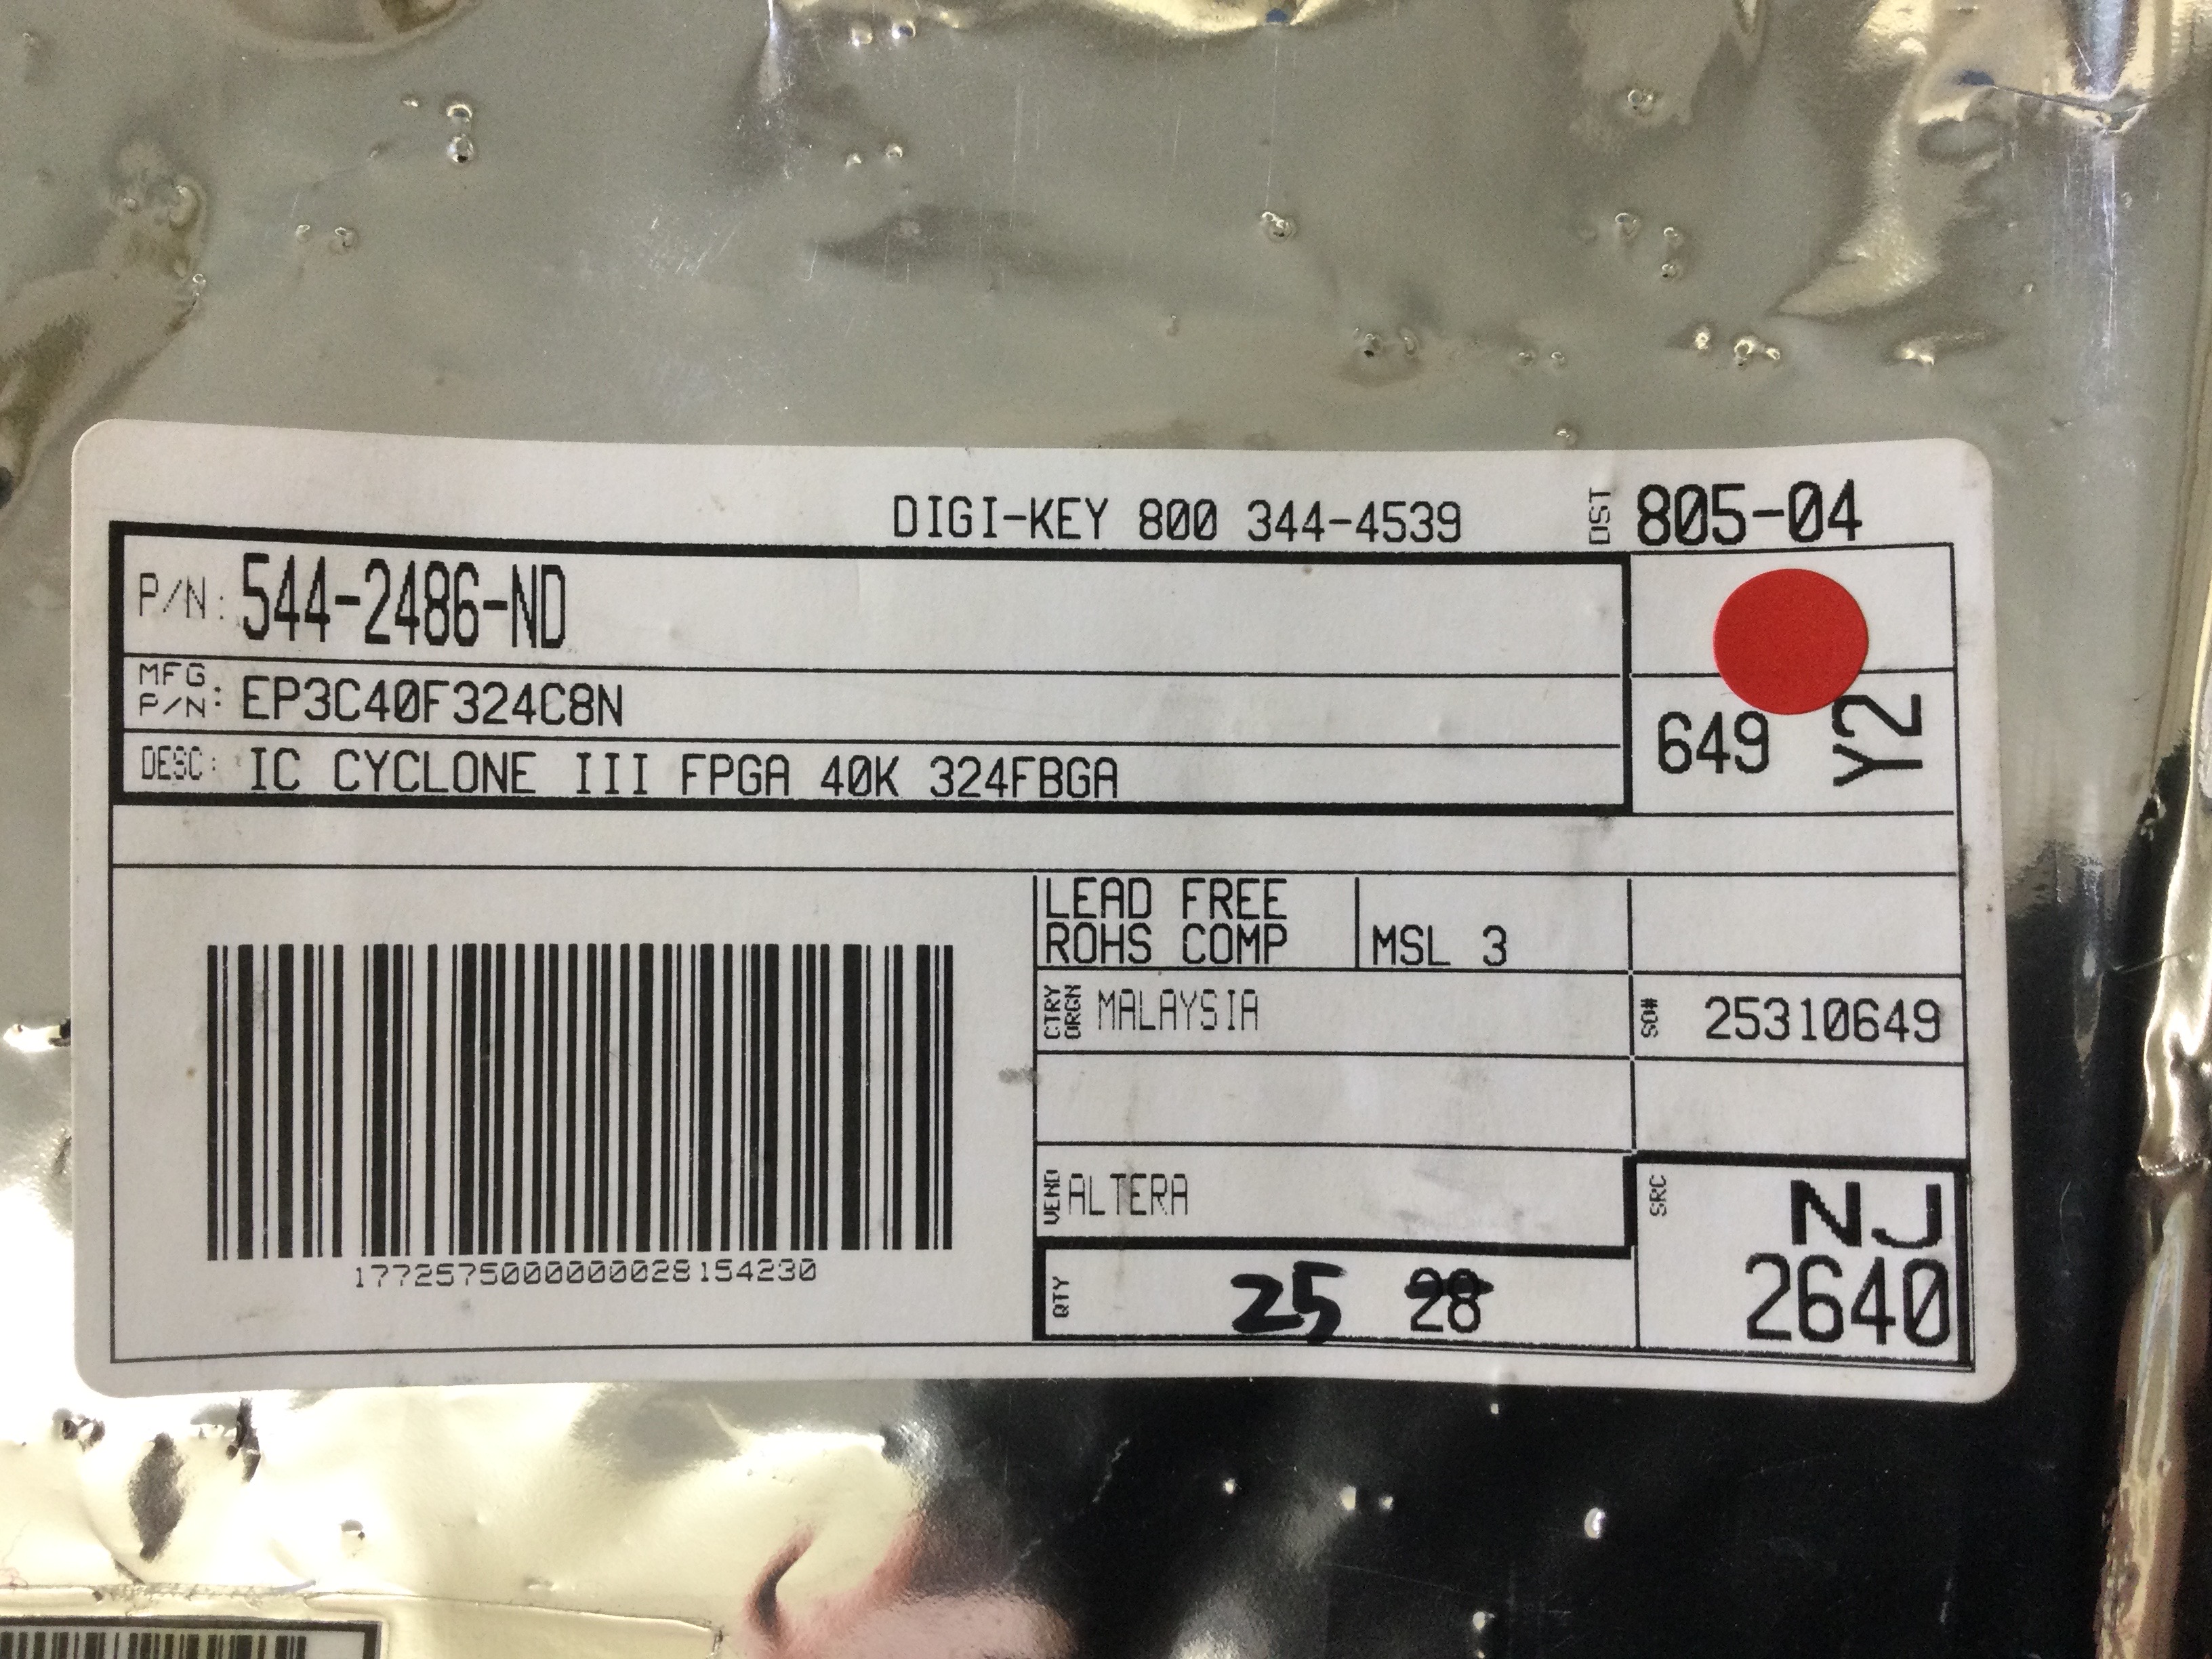 DIGI-KEY 800 344-4539
DIST 805-04
P/N: 544-2486-ND
MFG P/N: EP3C40F324C8N
649 Y2
DESC: IC CYCLONE III FPGA 40K 324FBGA
LEAD FREE
ROHS COMP
MSL 3
CTRY ORGN MALAYSIA
SO# 25310649
VEND ALTERA
SRC NJ
2640
1772575000000028154230
QTY 25 28